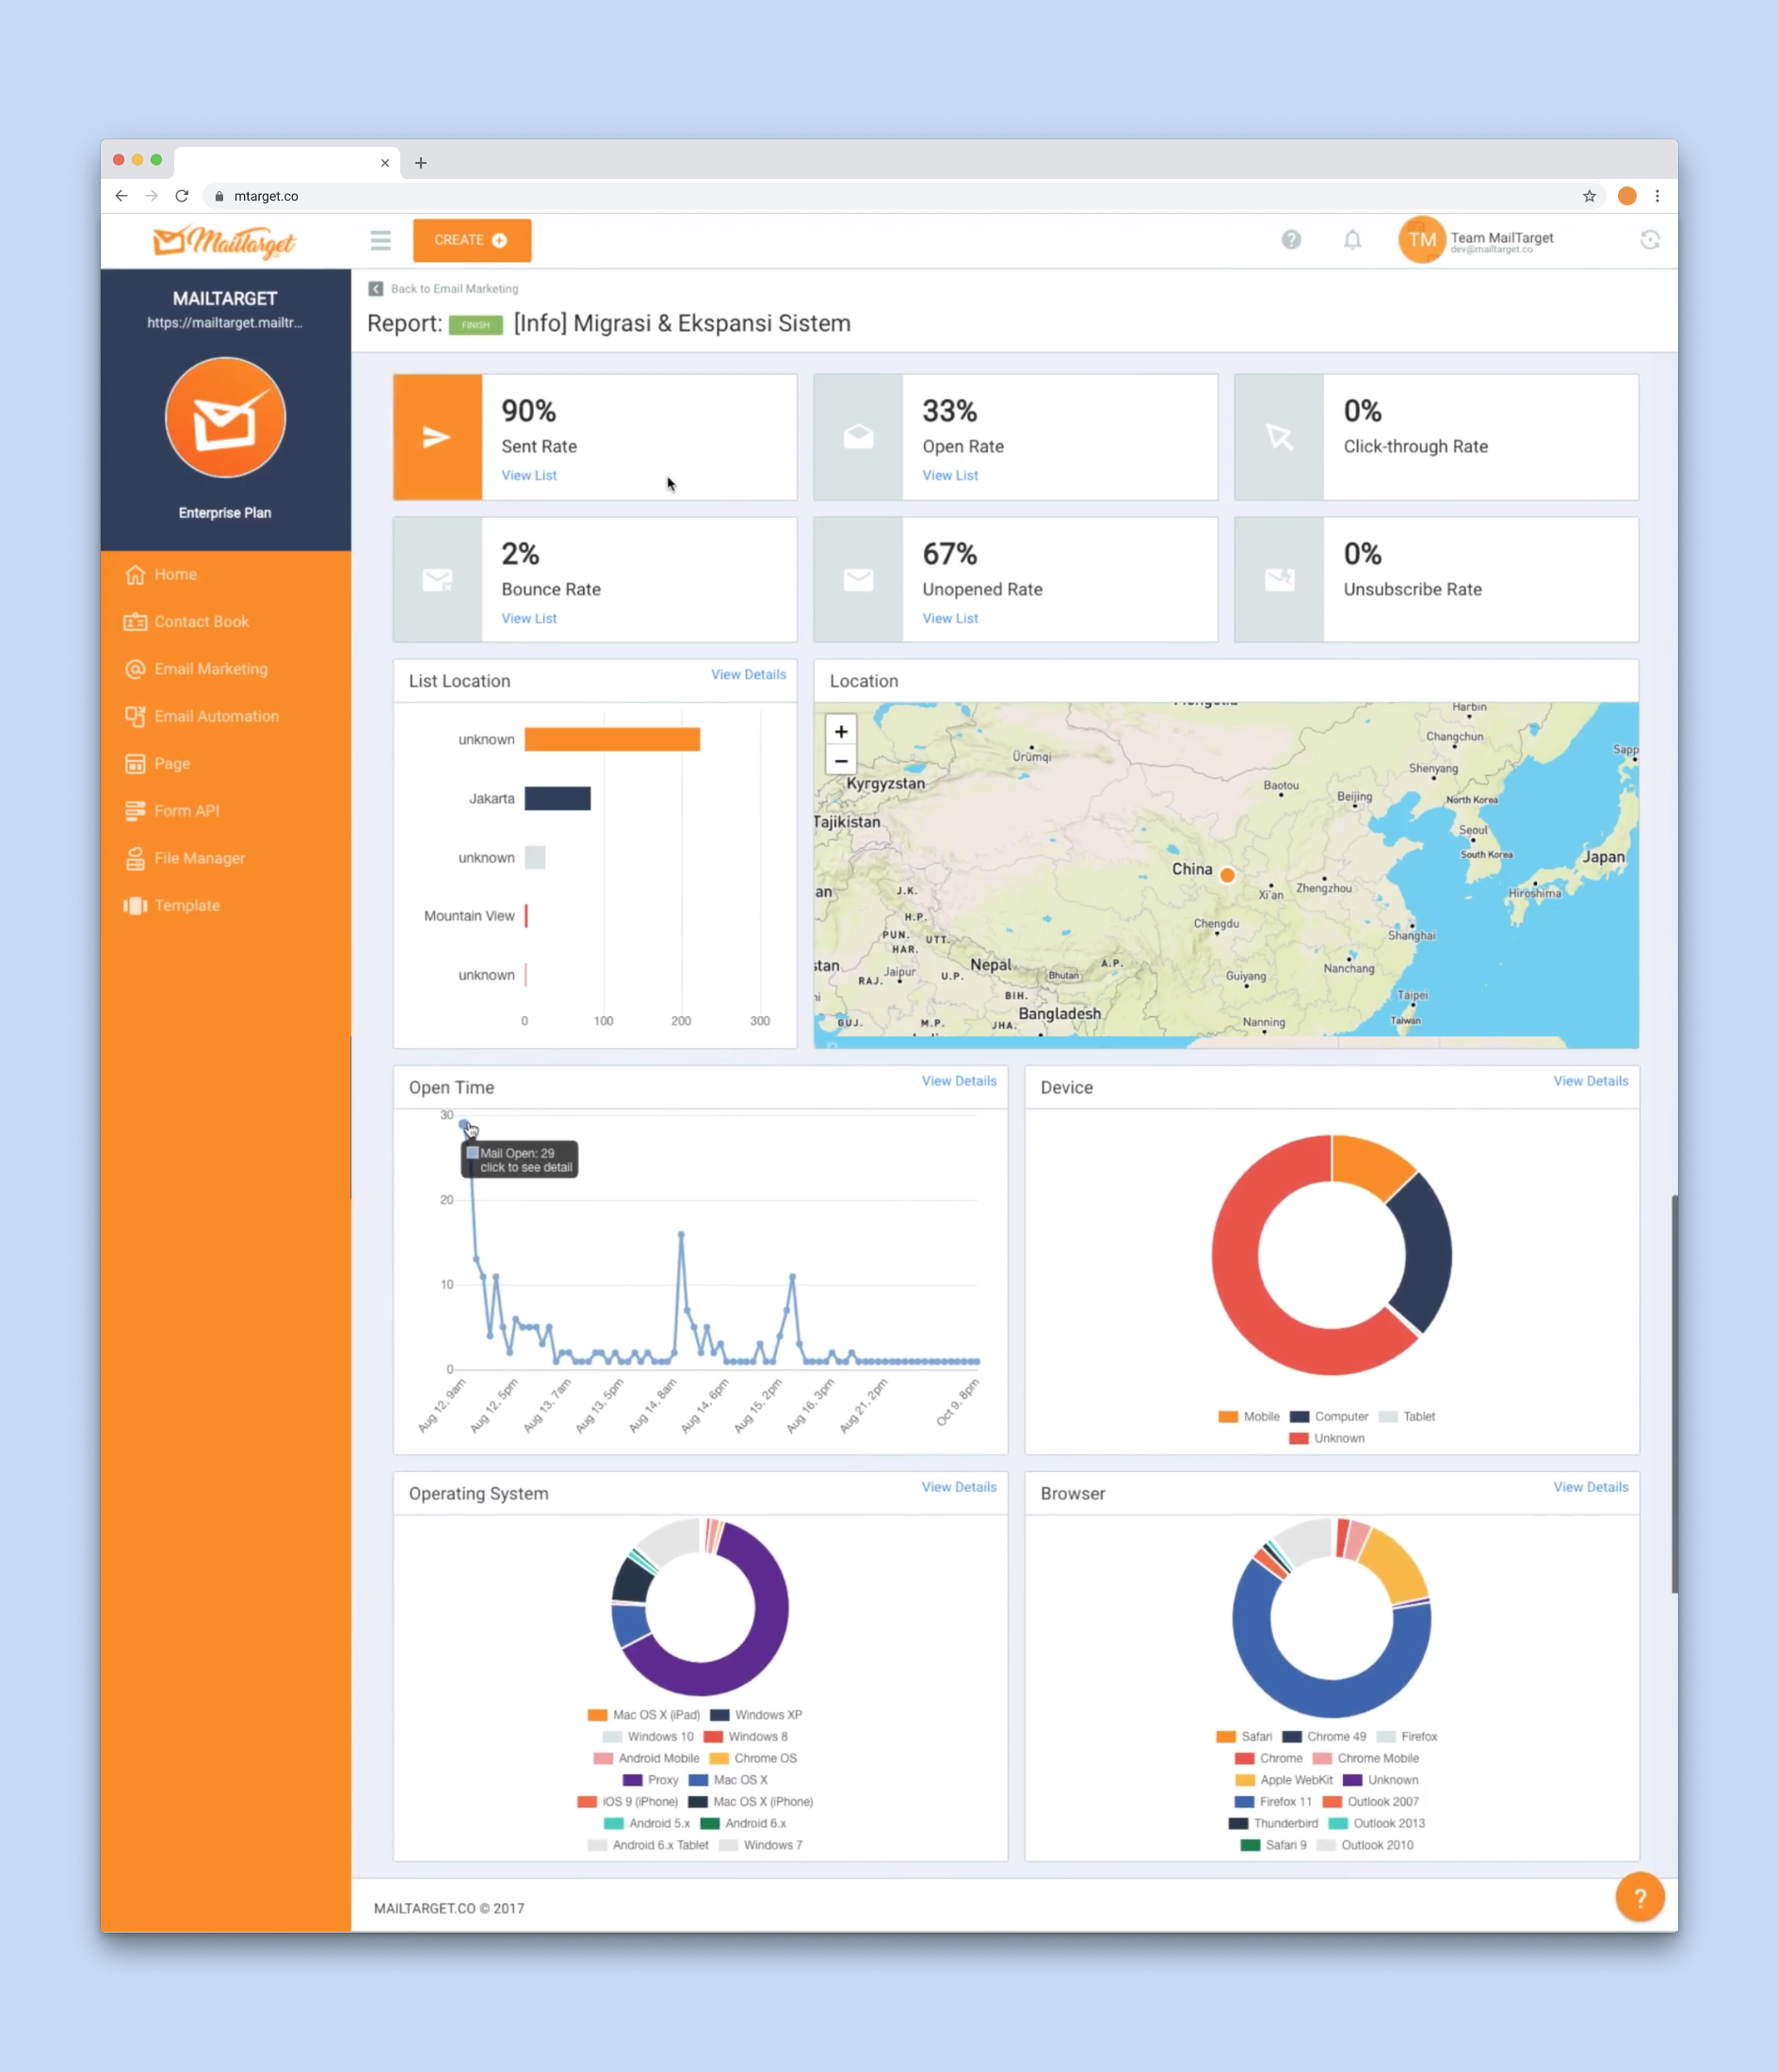 mtarget.co
MailTarget
CREATE
TM
Team MailTarget
dev@mailtarget.co
MAILTARGET
https://mailtarget.mailtr...
Enterprise Plan
Home
Contact Book
Email Marketing
Email Automation
Page
Form API
File Manager
Template
Back to Email Marketing
Report: FINISH [Info] Migrasi & Ekspansi Sistem
90%
Sent Rate
View List
33%
Open Rate
View List
0%
Click-through Rate
2%
Bounce Rate
View List
67%
Unopened Rate
View List
0%
Unsubscribe Rate
List Location
View Details
unknown
Jakarta
unknown
Mountain View
unknown
0 100 200 300
Location
+
−
Harbin
Changchun
Ürümqi
Sapp
Shenyang
Kyrgyzstan
Baotou
Beijing
North Korea
Tajikistan
Seoul
South Korea
Japan
China
Xi'an
Zhengzhou
an
J.K.
Hiroshima
H.P.
Chengdu
PUN.
UTT.
Shanghai
HAR.
stan
Nepal
A.P.
Nanchang
RAJ.
Jaipur
U.P.
Bhutan
Guiyang
BIH.
Taipei
Bangladesh
GUJ.
M.P.
JHA.
Nanning
Taiwan
Open Time
View Details
30
20
10
0
Mail Open: 29
click to see detail
Aug 12, 9am
Aug 12, 5pm
Aug 13, 7am
Aug 13, 5pm
Aug 14, 8am
Aug 14, 6pm
Aug 15, 2pm
Aug 16, 3pm
Aug 21, 2pm
Oct 9, 8pm
Device
View Details
Mobile Computer Tablet
Unknown
Operating System
View Details
Mac OS X (iPad) Windows XP
Windows 10 Windows 8
Android Mobile Chrome OS
Proxy Mac OS X
iOS 9 (iPhone) Mac OS X (iPhone)
Android 5.x Android 6.x
Android 6.x Tablet Windows 7
Browser
View Details
Safari Chrome 49 Firefox
Chrome Chrome Mobile
Apple WebKit Unknown
Firefox 11 Outlook 2007
Thunderbird Outlook 2013
Safari 9 Outlook 2010
MAILTARGET.CO © 2017
?